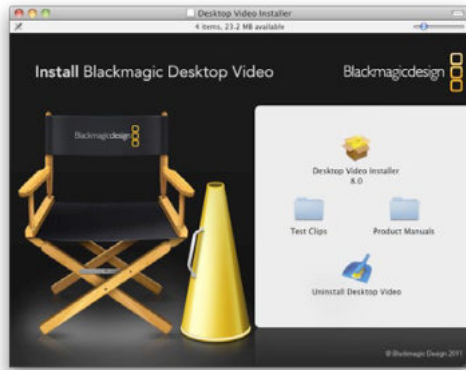 Desktop Video Installer
4 items, 23.2 MB available
Install Blackmagic Desktop Video
Blackmagicdesign
Blackmagicdesign
Desktop Video Installer
8.0
Test Clips
Product Manuals
Uninstall Desktop Video
© Blackmagic Design 2011